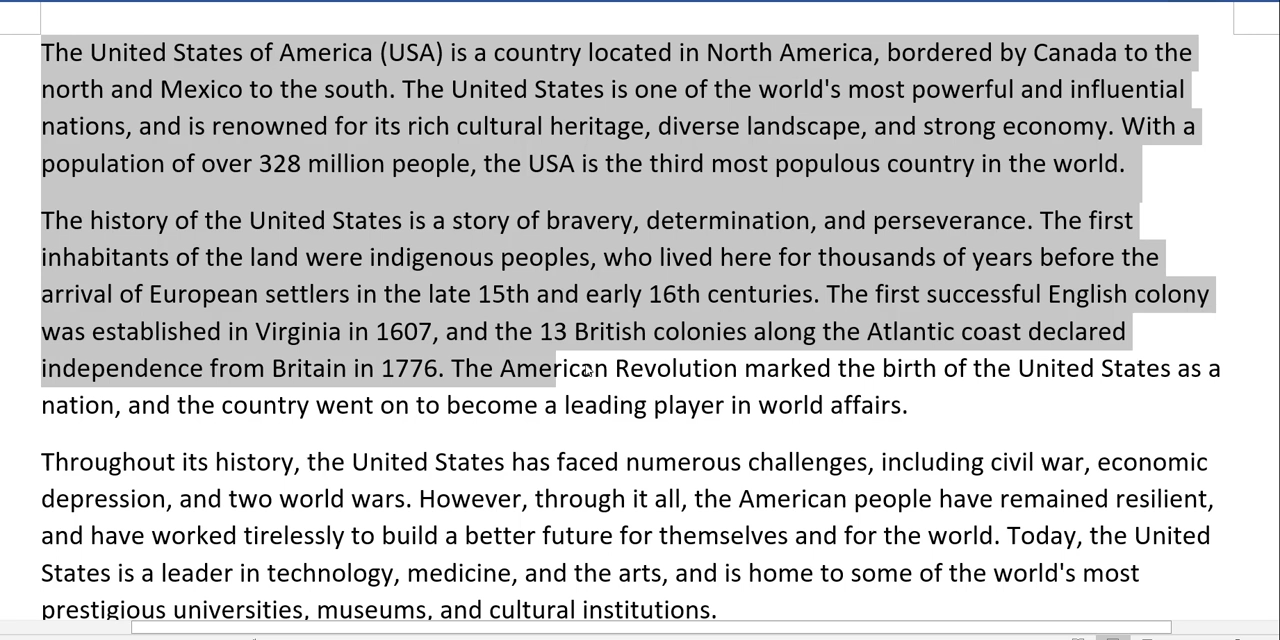 The United States of America (USA) is a country located in North America, bordered by Canada to the
north and Mexico to the south. The United States is one of the world's most powerful and influential
nations, and is renowned for its rich cultural heritage, diverse landscape, and strong economy. With a
population of over 328 million people, the USA is the third most populous country in the world.
The history of the United States is a story of bravery, determination, and perseverance. The first
inhabitants of the land were indigenous peoples, who lived here for thousands of years before the
arrival of European settlers in the late 15th and early 16th centuries. The first successful English colony
was established in Virginia in 1607, and the 13 British colonies along the Atlantic coast declared
independence from Britain in 1776. The American Revolution marked the birth of the United States as a
nation, and the country went on to become a leading player in world affairs.
Throughout its history, the United States has faced numerous challenges, including civil war, economic
depression, and two world wars. However, through it all, the American people have remained resilient,
and have worked tirelessly to build a better future for themselves and for the world. Today, the United
States is a leader in technology, medicine, and the arts, and is home to some of the world's most
prestigious universities, museums, and cultural institutions.